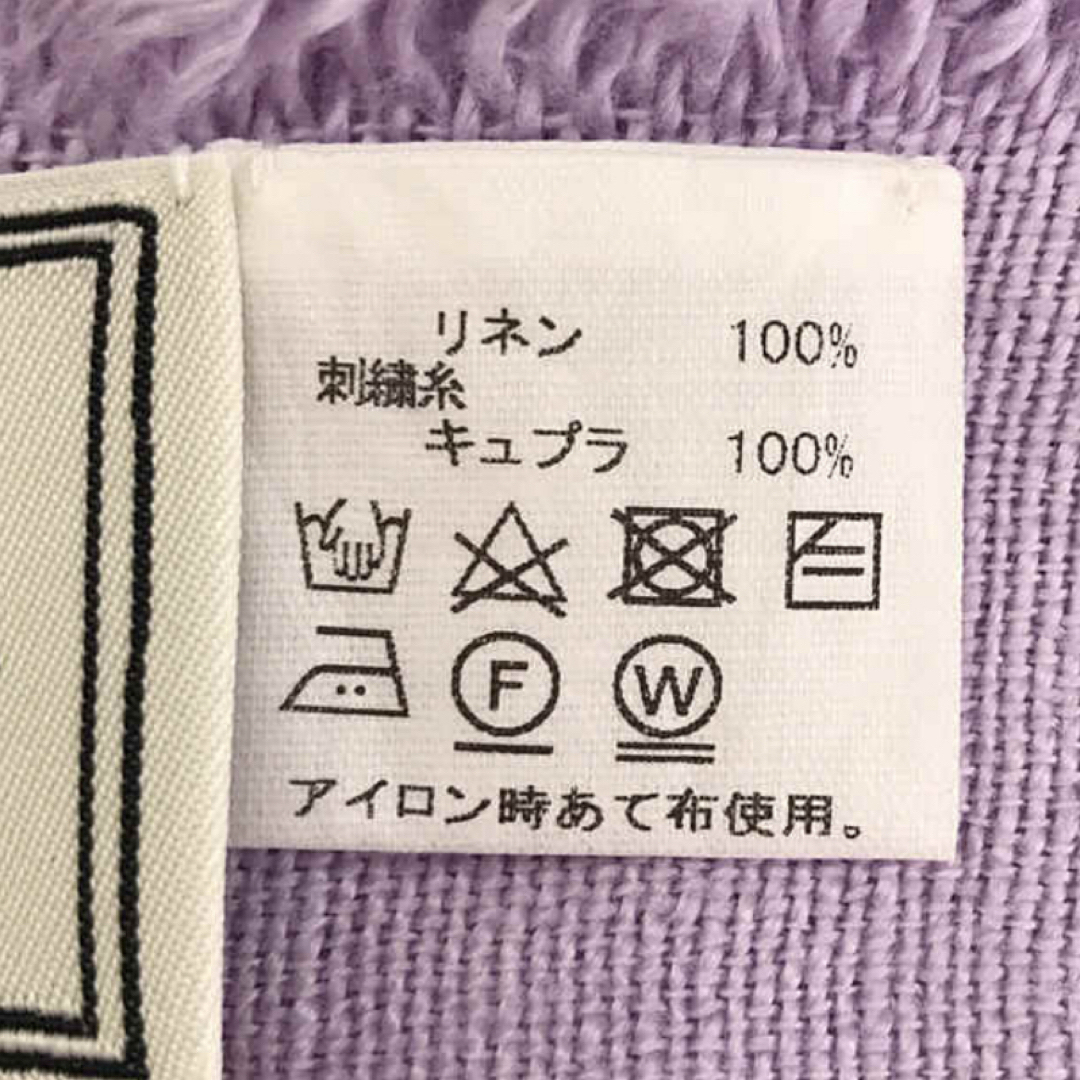 リネン 100%
刺繍糸
キュプラ 100%
F W
アイロン時あて布使用。